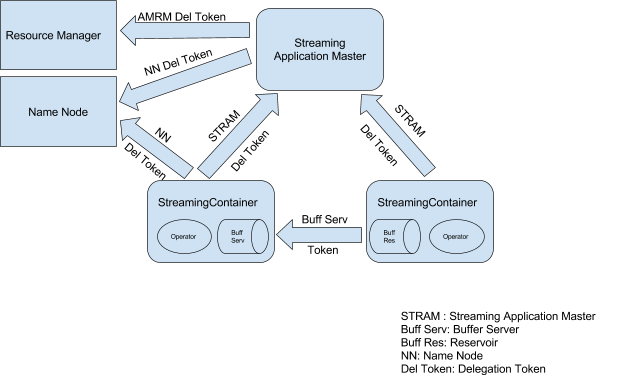 AMRM Del Token
Resource Manager
Streaming
Application Master
NN Del Token
Name Node
NN
Del Token
STRAM
Del Token
STRAM
Del Token
StreamingContainer
Operator
Buff
Serv
Buff Serv
Token
StreamingContainer
Buff
Res
Operator
STRAM : Streaming Application Master
Buff Serv: Buffer Server
Buff Res: Reservoir
NN: Name Node
Del Token: Delegation Token